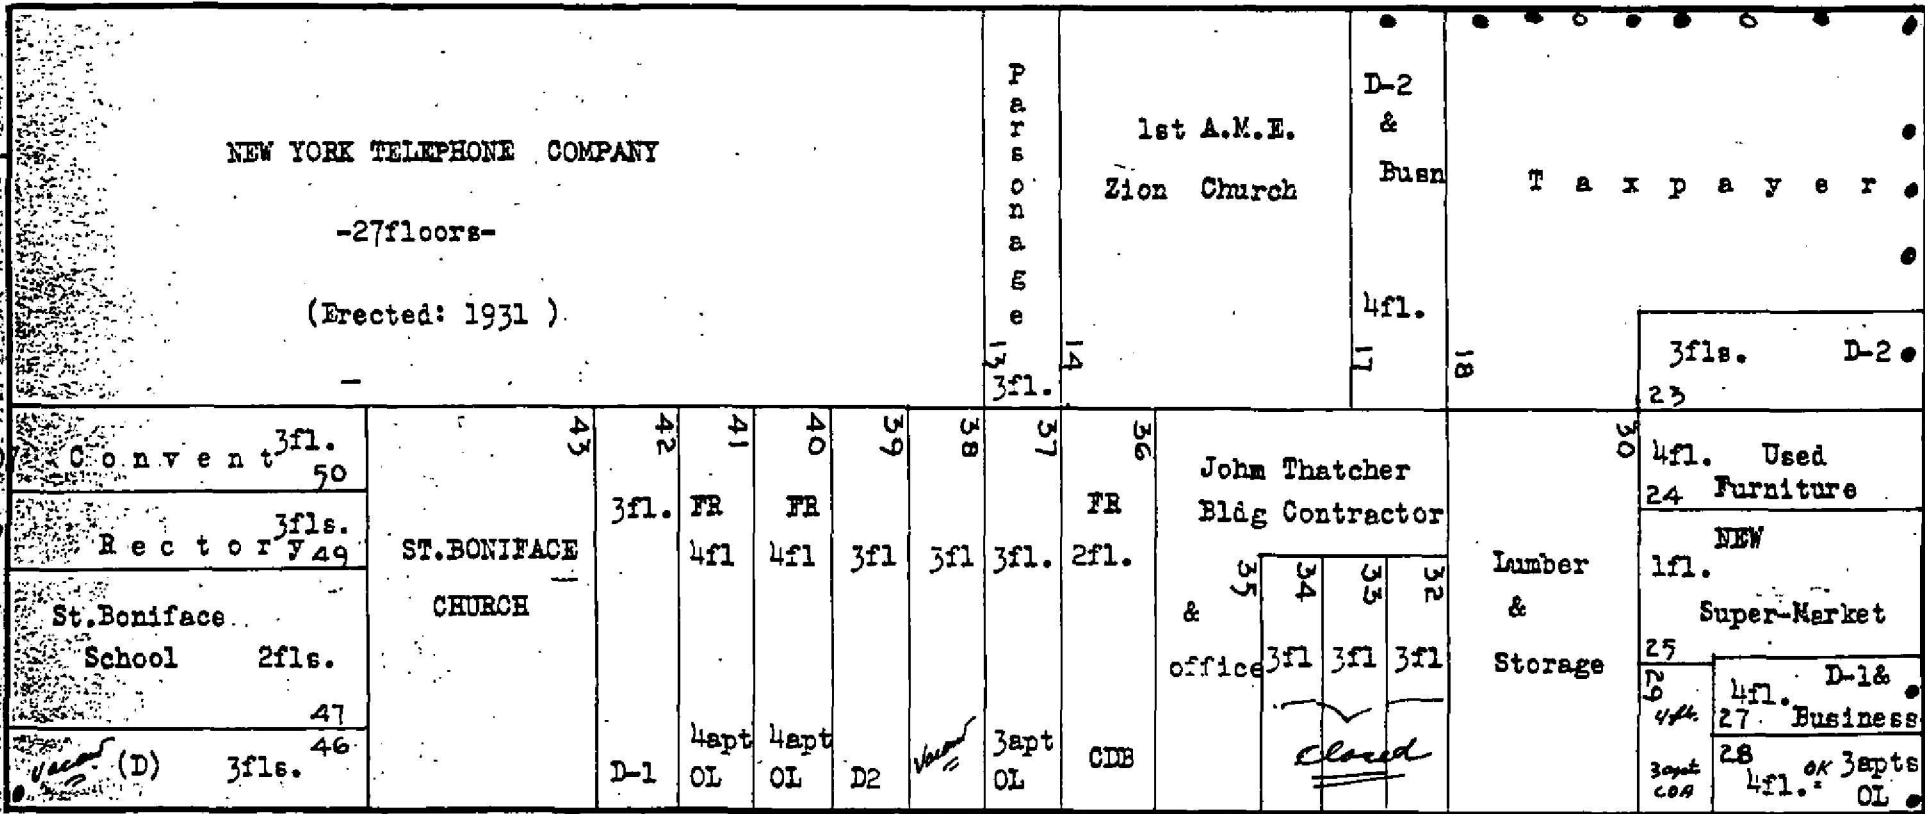 NEW YORK TELEPHONE COMPANY
-27floors-
(Erected: 1931 )
Parsonage
13
3fl.
14
1st A.M.E.
Zion Church
D-2
&
Busn
4fl.
17
18
Taxpayer
3fls. D-2
23
Convent 3fl.
50
Rectory 3fls.
49
St.Boniface
School 2fls.
47
46
Vacant (D) 3fls.
43
ST.BONIFACE
CHURCH
42
3fl.
D-1
41
FR
4fl
4apt
OL
40
FR
4fl
4apt
OL
39
3fl
D2
38
3fl
Vacant
37
3fl.
3apt
OL
36
FR
2fl.
CDB
John Thatcher
Bldg Contractor
&
office
35
34
3fl
33
3fl
32
3fl
closed
30
Lumber
&
Storage
4fl. Used
24 Furniture
NEW
1fl.
Super-Market
25
29
4fl.
3apt
COA
D-1&
4fl.
27. Business
28
4fl. OK 3apts
OL